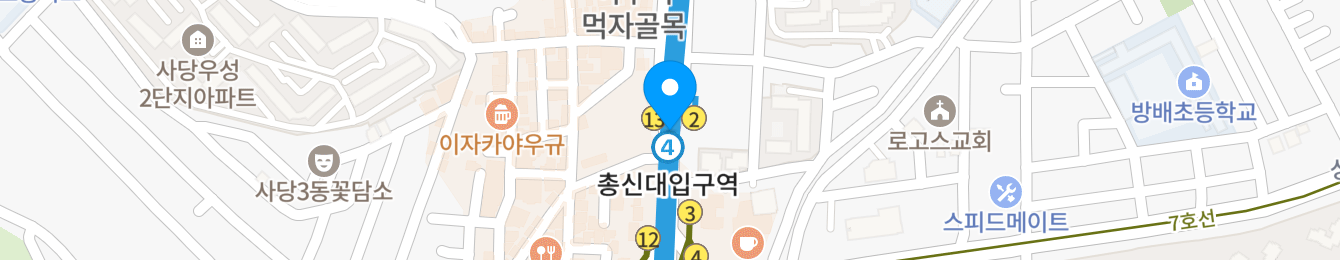 먹자골목
사당우성
2단지아파트
방배초등학교
13
2
이자카야우규
로고스교회
4
사당3동꽃담소
총신대입구역
3
스피드메이트
7호선
12
4